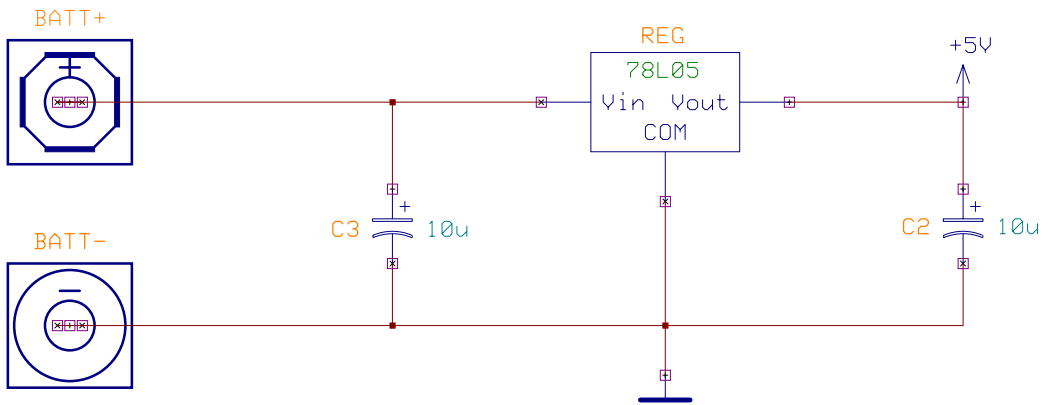 BATT+
REG
+5V
78L05
Vin Vout
COM
+
C3 10u
+
C2 10u
BATT-